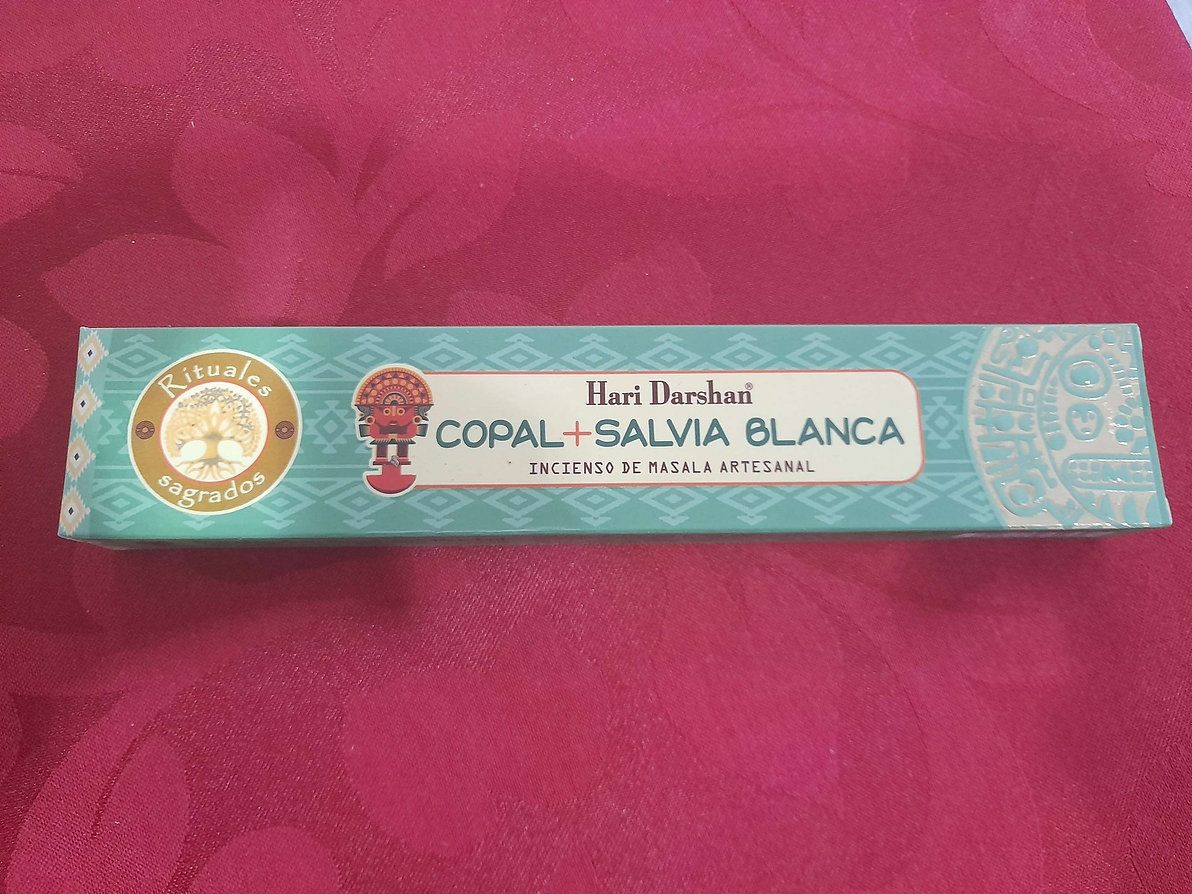 Rituales
sagrados
Hari Darshan®
COPAL+SALVIA BLANCA
INCIENSO DE MASALA ARTESANAL